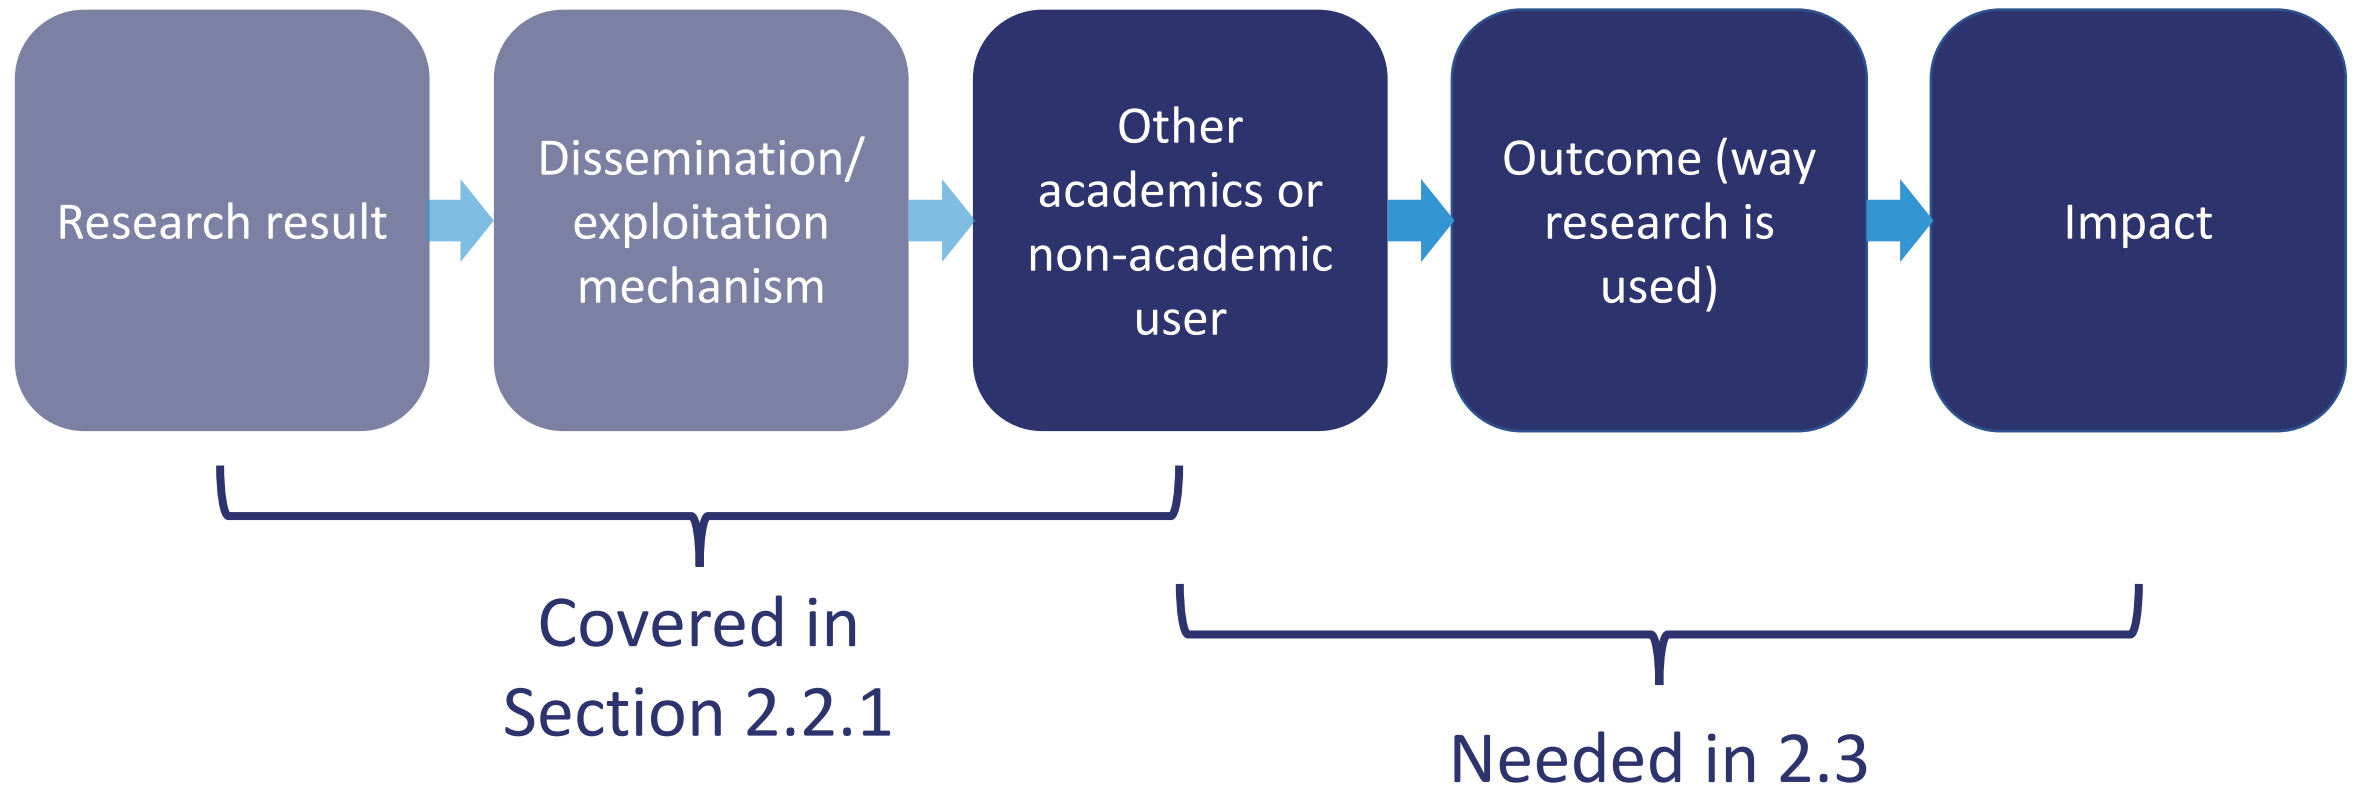 Research result
Dissemination/
exploitation
mechanism
Other
academics or
non-academic
user
Outcome (way
research is
used)
Impact
Covered in
Section 2.2.1
Needed in 2.3